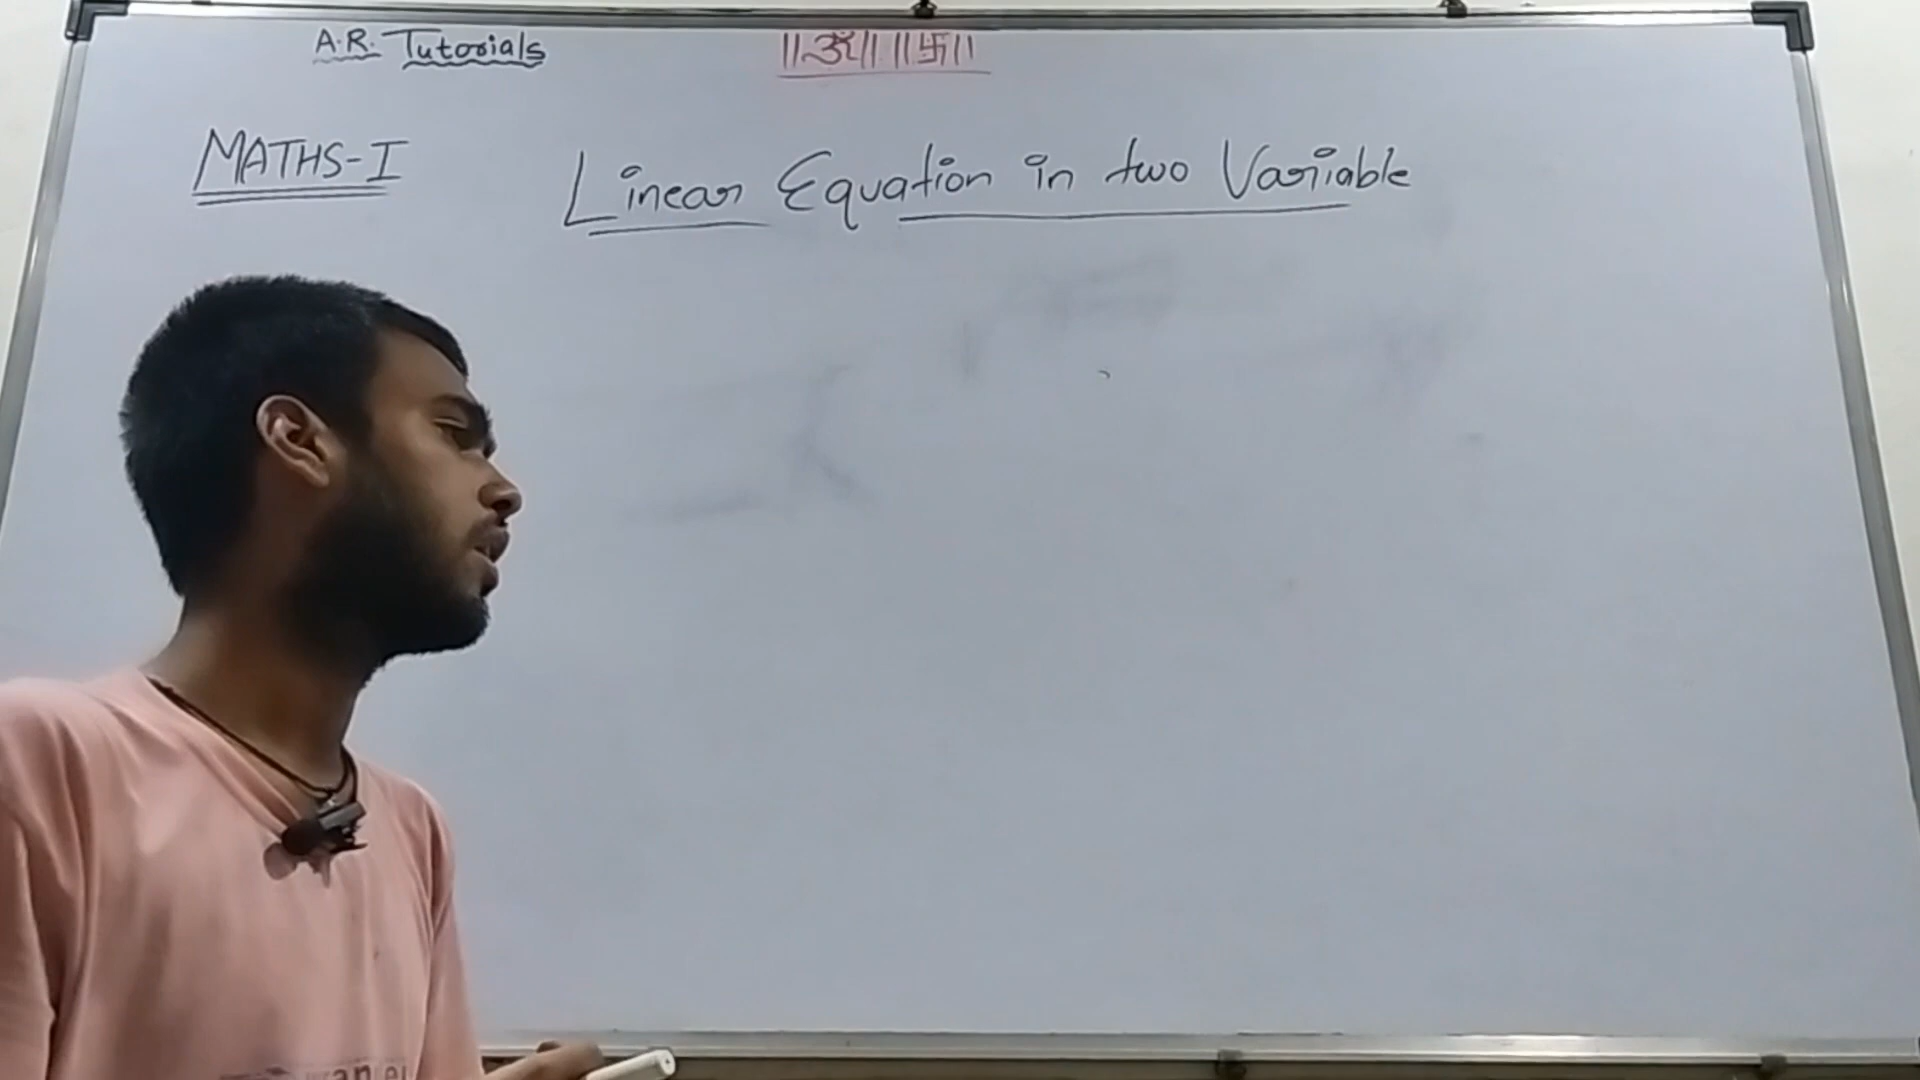 A.R. Tutorials
||ॐ|| ||卐||
MATHS-I
Linear Equation in two Variable